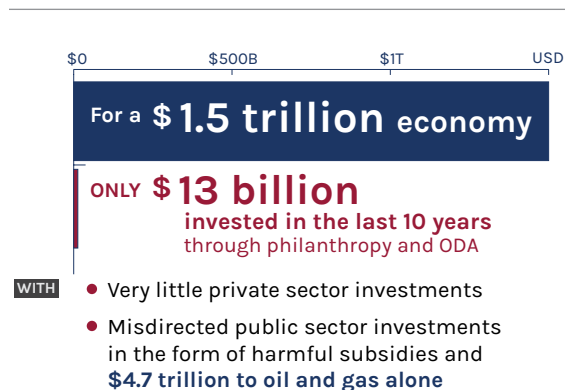 $0 $500B $1T USD
For a $ 1.5 trillion economy
ONLY $ 13 billion
invested in the last 10 years
through philanthropy and ODA
WITH • Very little private sector investments
• Misdirected public sector investments
in the form of harmful subsidies and
$4.7 trillion to oil and gas alone